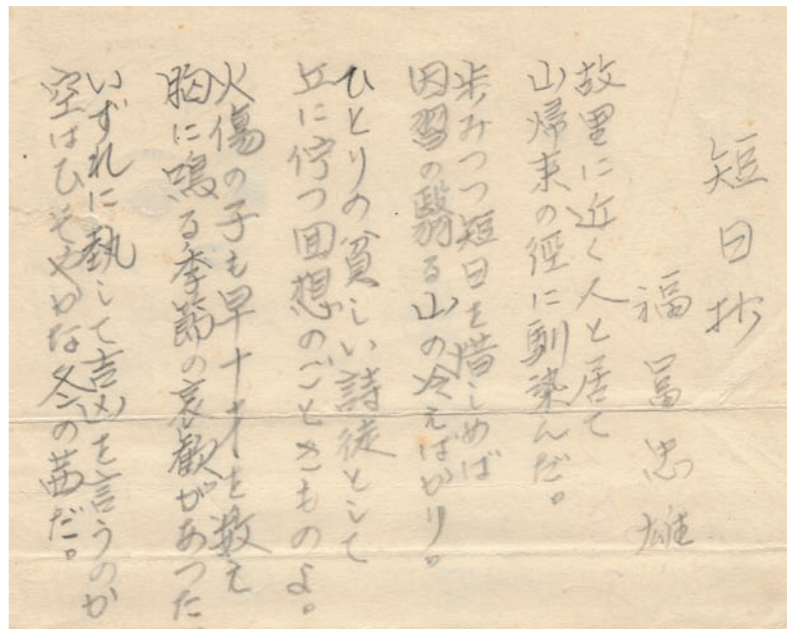 短日抄
福冨忠雄
故里に近く人と居て
山帰来の径に馴染んだ。
歩みつつ短日を惜しめば
因習の翳る山の冷えばかり。
ひとりの貧しい詩徒として
丘に佇つ回想のごときものよ。
火傷の子も早十才を数え
胸に鳴る季節の哀歓があつた。
いずれに熱して吉凶を言うのか
空はひそやかな冬の茜だ。